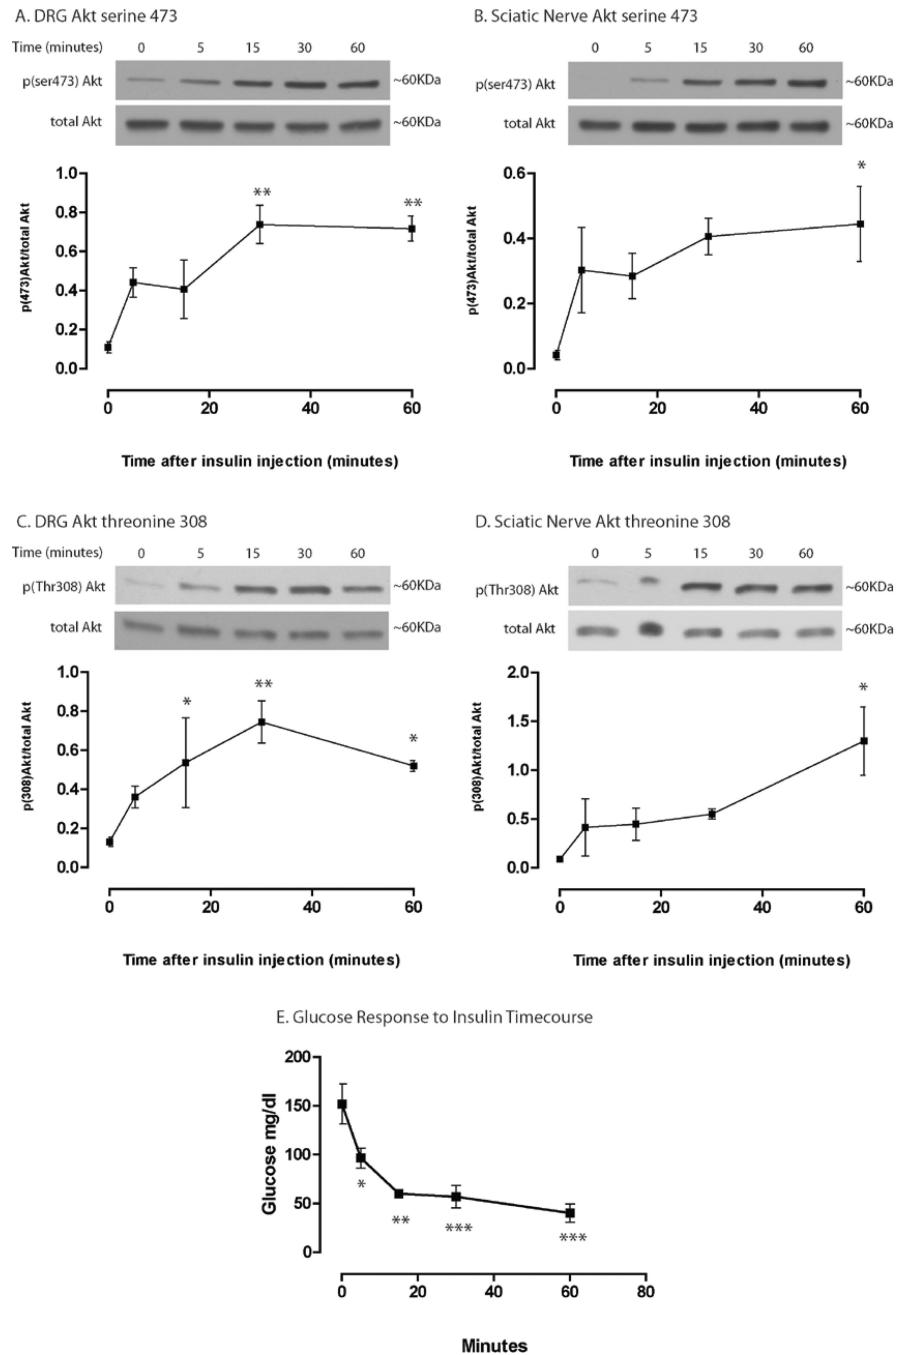 A. DRG Akt serine 473
Time (minutes) 0 5 15 30 60
p(ser473) Akt ~60KDa
total Akt ~60KDa
1.0
0.8
0.6
0.4
0.2
0.0
p(473)Akt/total Akt
** **
0 20 40 60
Time after insulin injection (minutes)
B. Sciatic Nerve Akt serine 473
0 5 15 30 60
p(ser473) Akt ~60KDa
total Akt ~60KDa
0.6
0.4
0.2
0.0
p(473)Akt/total Akt
*
0 20 40 60
Time after insulin injection (minutes)
C. DRG Akt threonine 308
Time (minutes) 0 5 15 30 60
p(Thr308) Akt ~60KDa
total Akt ~60KDa
1.0
0.8
0.6
0.4
0.2
0.0
p(308)Akt/total Akt
* ** *
0 20 40 60
Time after insulin injection (minutes)
D. Sciatic Nerve Akt threonine 308
0 5 15 30 60
p(Thr308) Akt ~60KDa
total Akt ~60KDa
2.0
1.5
1.0
0.5
0.0
p(308)Akt/total Akt
*
0 20 40 60
Time after insulin injection (minutes)
E. Glucose Response to Insulin Timecourse
200
150
100
50
0
Glucose mg/dl
* ** *** ***
0 20 40 60 80
Minutes